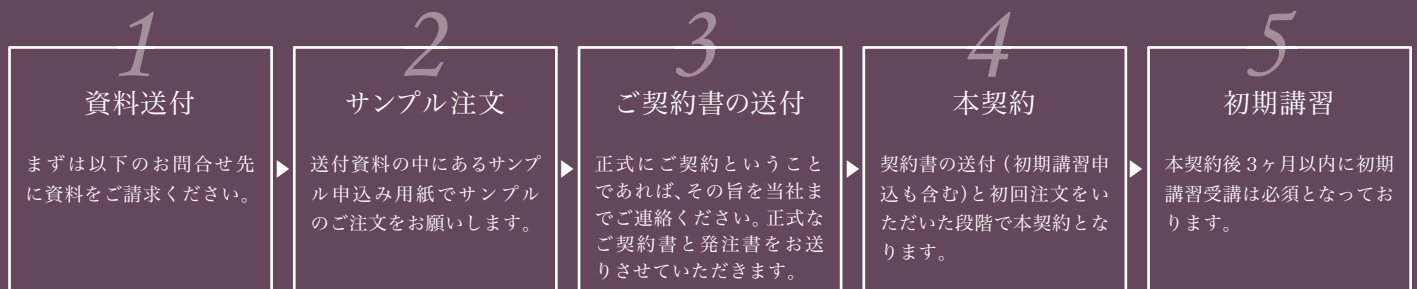 1
資料送付
まずは以下のお問合せ先
に資料をご請求ください。
2
サンプル注文
送付資料の中にあるサンプ
ル申込み用紙でサンプル
のご注文をお願いします。
3
ご契約書の送付
正式にご契約ということ
であれば、その旨を当社ま
でご連絡ください。正式な
ご契約書と発注書をお送
りさせていただきます。
4
本契約
契約書の送付（初期講習申
込も含む）と初回注文をい
ただいた段階で本契約とな
ります。
5
初期講習
本契約後３ヶ月以内に初期
講習受講は必須となってお
ります。